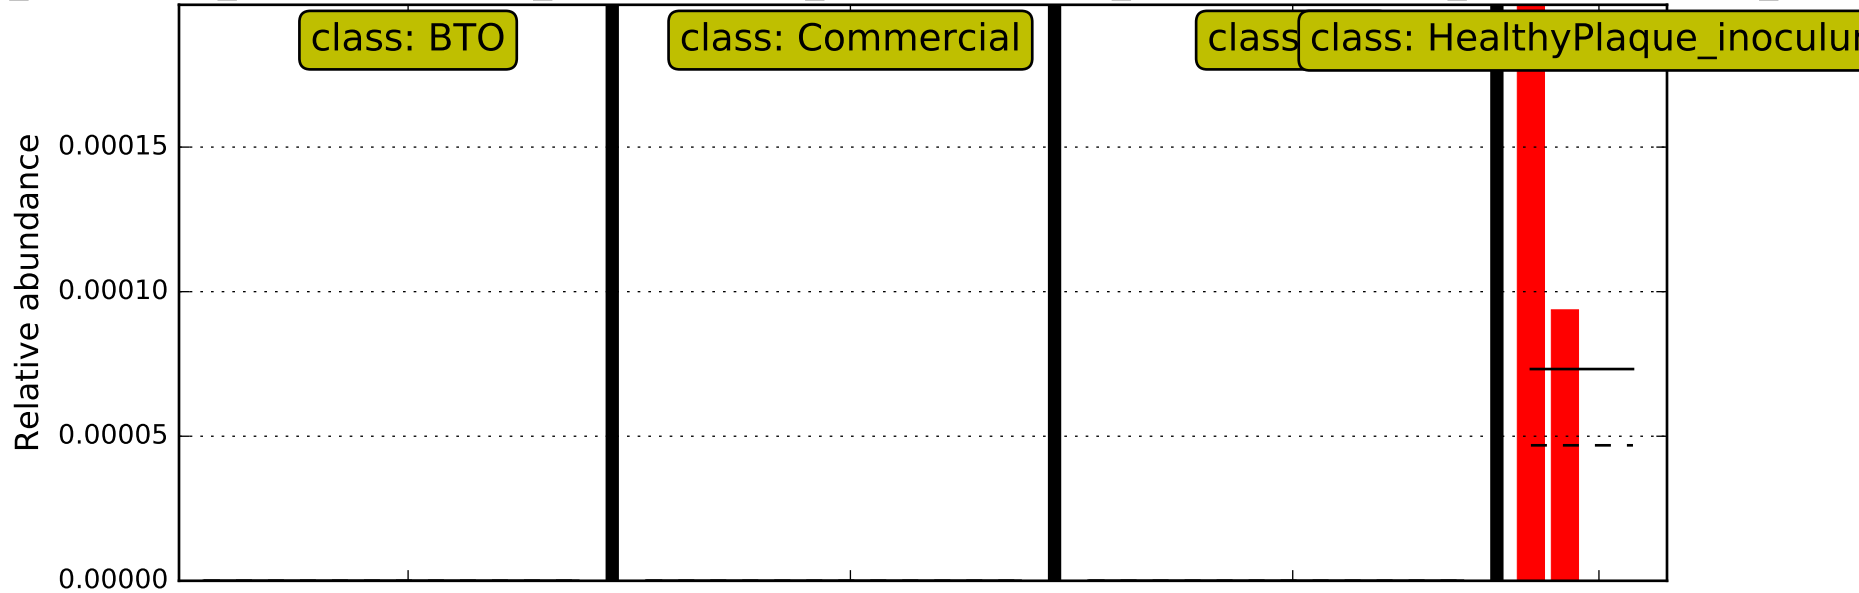 class: BTO
class: Commercial
class
class: HealthyPlaque_inoculu
Relative abundance
0.00015
0.00010
0.00005
0.00000